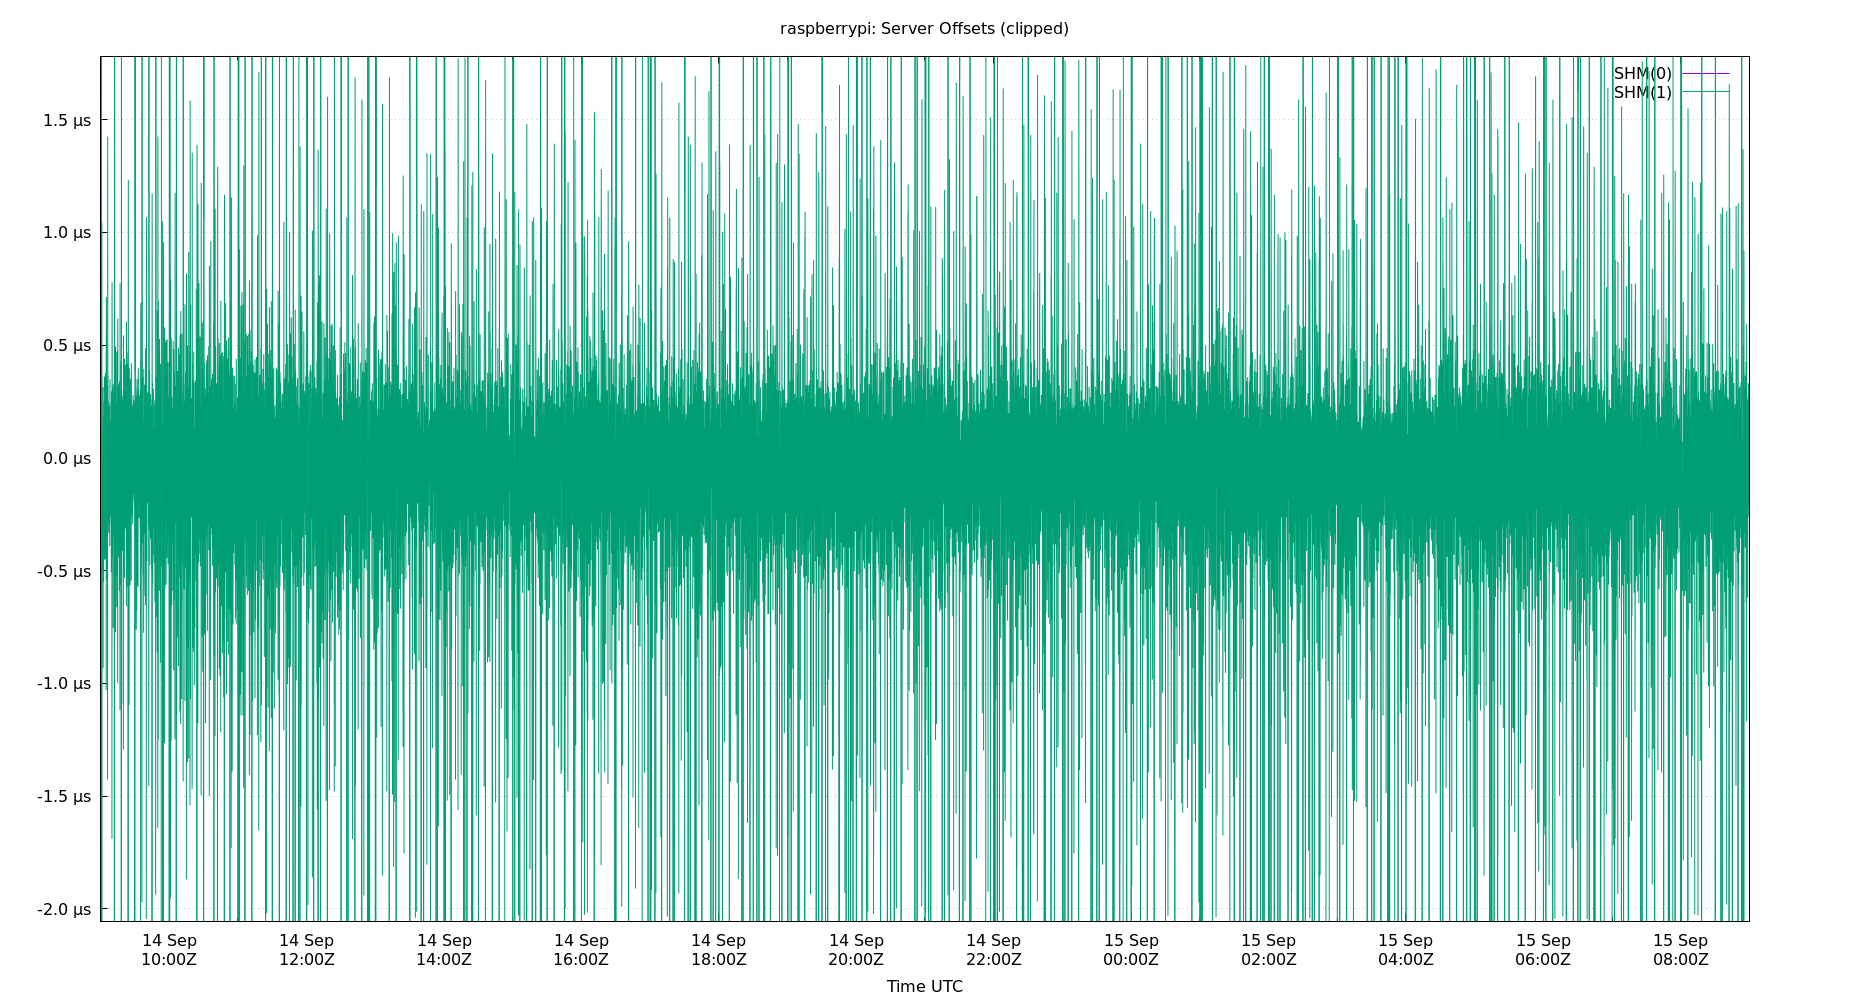 raspberrypi: Server Offsets (clipped)
SHM(0)
SHM(1)
1.5 µs
1.0 µs
0.5 µs
0.0 µs
-0.5 µs
-1.0 µs
-1.5 µs
-2.0 µs
14 Sep 14 Sep 14 Sep 14 Sep 14 Sep 14 Sep 14 Sep 15 Sep 15 Sep 15 Sep 15 Sep 15 Sep
10:00Z 12:00Z 14:00Z 16:00Z 18:00Z 20:00Z 22:00Z 00:00Z 02:00Z 04:00Z 06:00Z 08:00Z
Time UTC